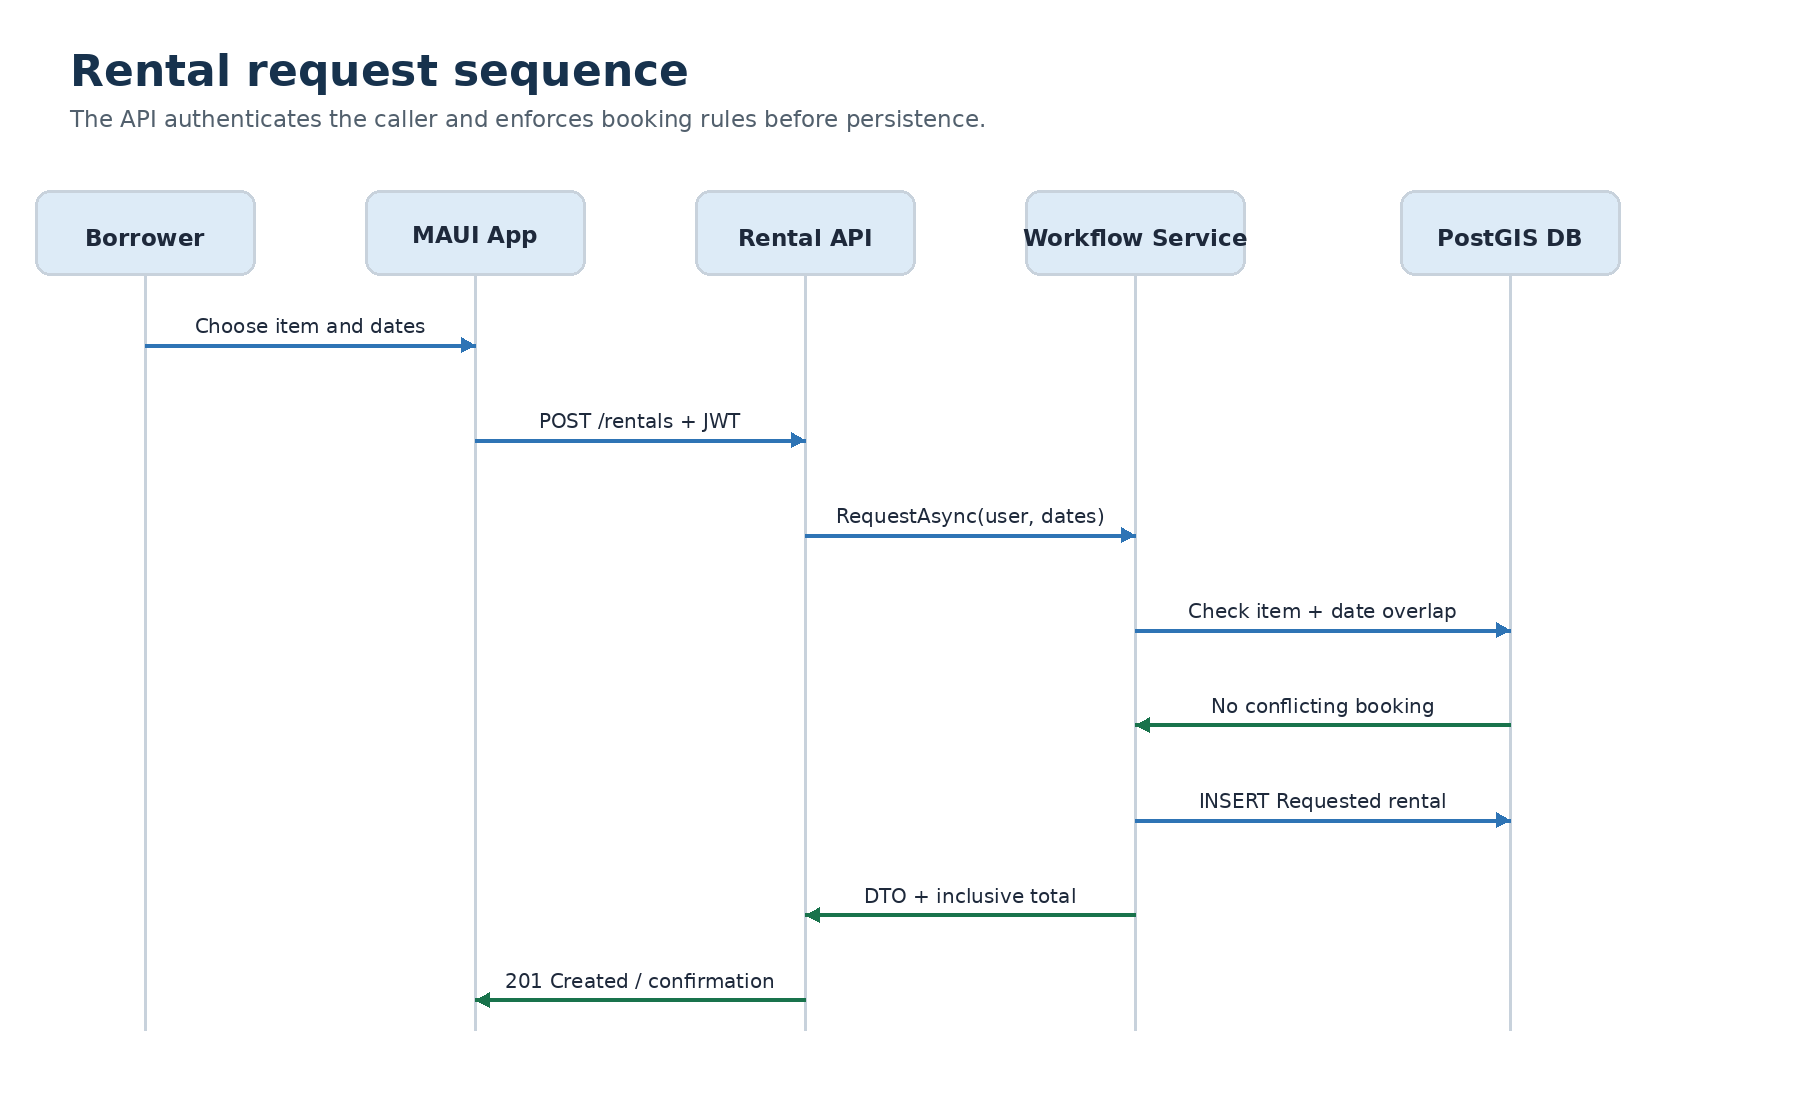 Rental request sequence
The API authenticates the caller and enforces booking rules before persistence.
Borrower
MAUI App
Rental API
Workflow Service
PostGIS DB
Choose item and dates
POST /rentals + JWT
RequestAsync(user, dates)
Check item + date overlap
No conflicting booking
INSERT Requested rental
DTO + inclusive total
201 Created / confirmation